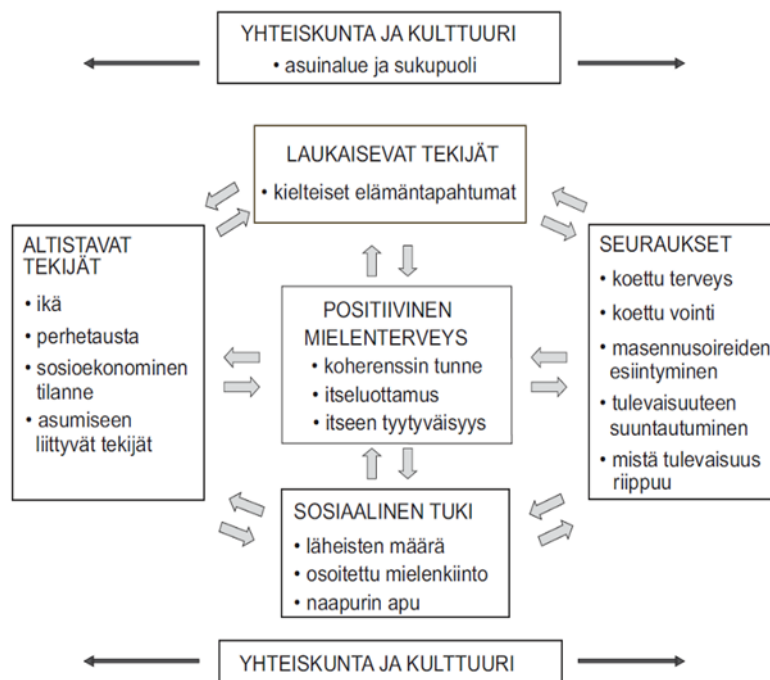 YHTEISKUNTA JA KULTTUURI
• asuinalue ja sukupuoli
LAUKAISEVAT TEKIJÄT
• kielteiset elämäntapahtumat
ALTISTAVAT
TEKIJÄT
• ikä
• perhetausta
• sosioekonominen
tilanne
• asumiseen
liittyvät tekijät
POSITIIVINEN
MIELENTERVEYS
• koherenssin tunne
• itseluottamus
• itseen tyytyväisyys
SEURAUKSET
• koettu terveys
• koettu vointi
• masennusoireiden
esiintyminen
• tulevaisuuteen
suuntautuminen
• mistä tulevaisuus
riippuu
SOSIAALINEN TUKI
• läheisten määrä
• osoitettu mielenkiinto
• naapurin apu
YHTEISKUNTA JA KULTTUURI